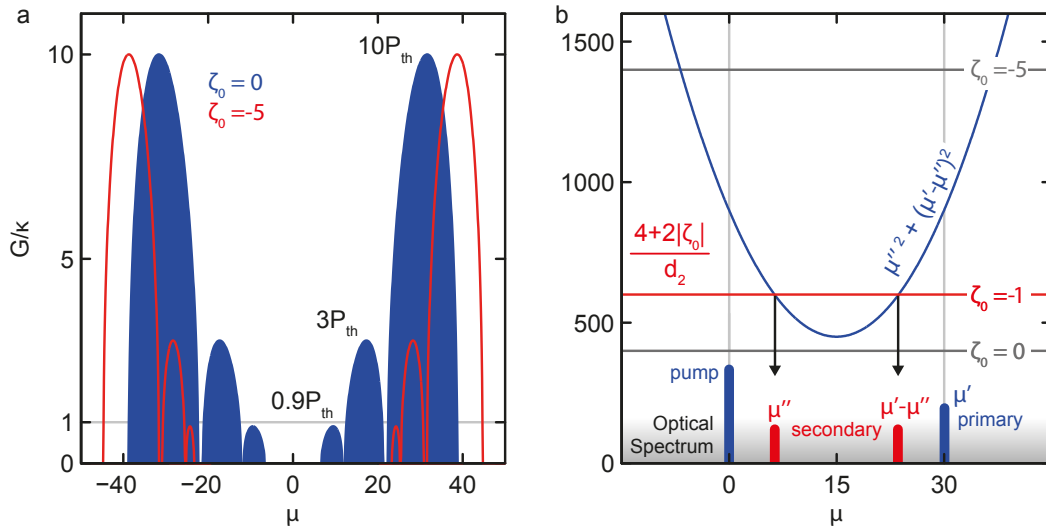 a
G/κ
10
5
1
0
ζ₀ = 0
ζ₀ = -5
10Pth
3Pth
0.9Pth
−40
−20
0
20
40
μ
b
1500
1000
500
0
ζ₀ =-5
μ″² + (μ′-μ″)²
4+2|ζ₀|
d₂
ζ₀ =-1
ζ₀ =0
pump
μ″
μ′-μ″
μ′
secondary
primary
Optical
Spectrum
0
15
30
μ